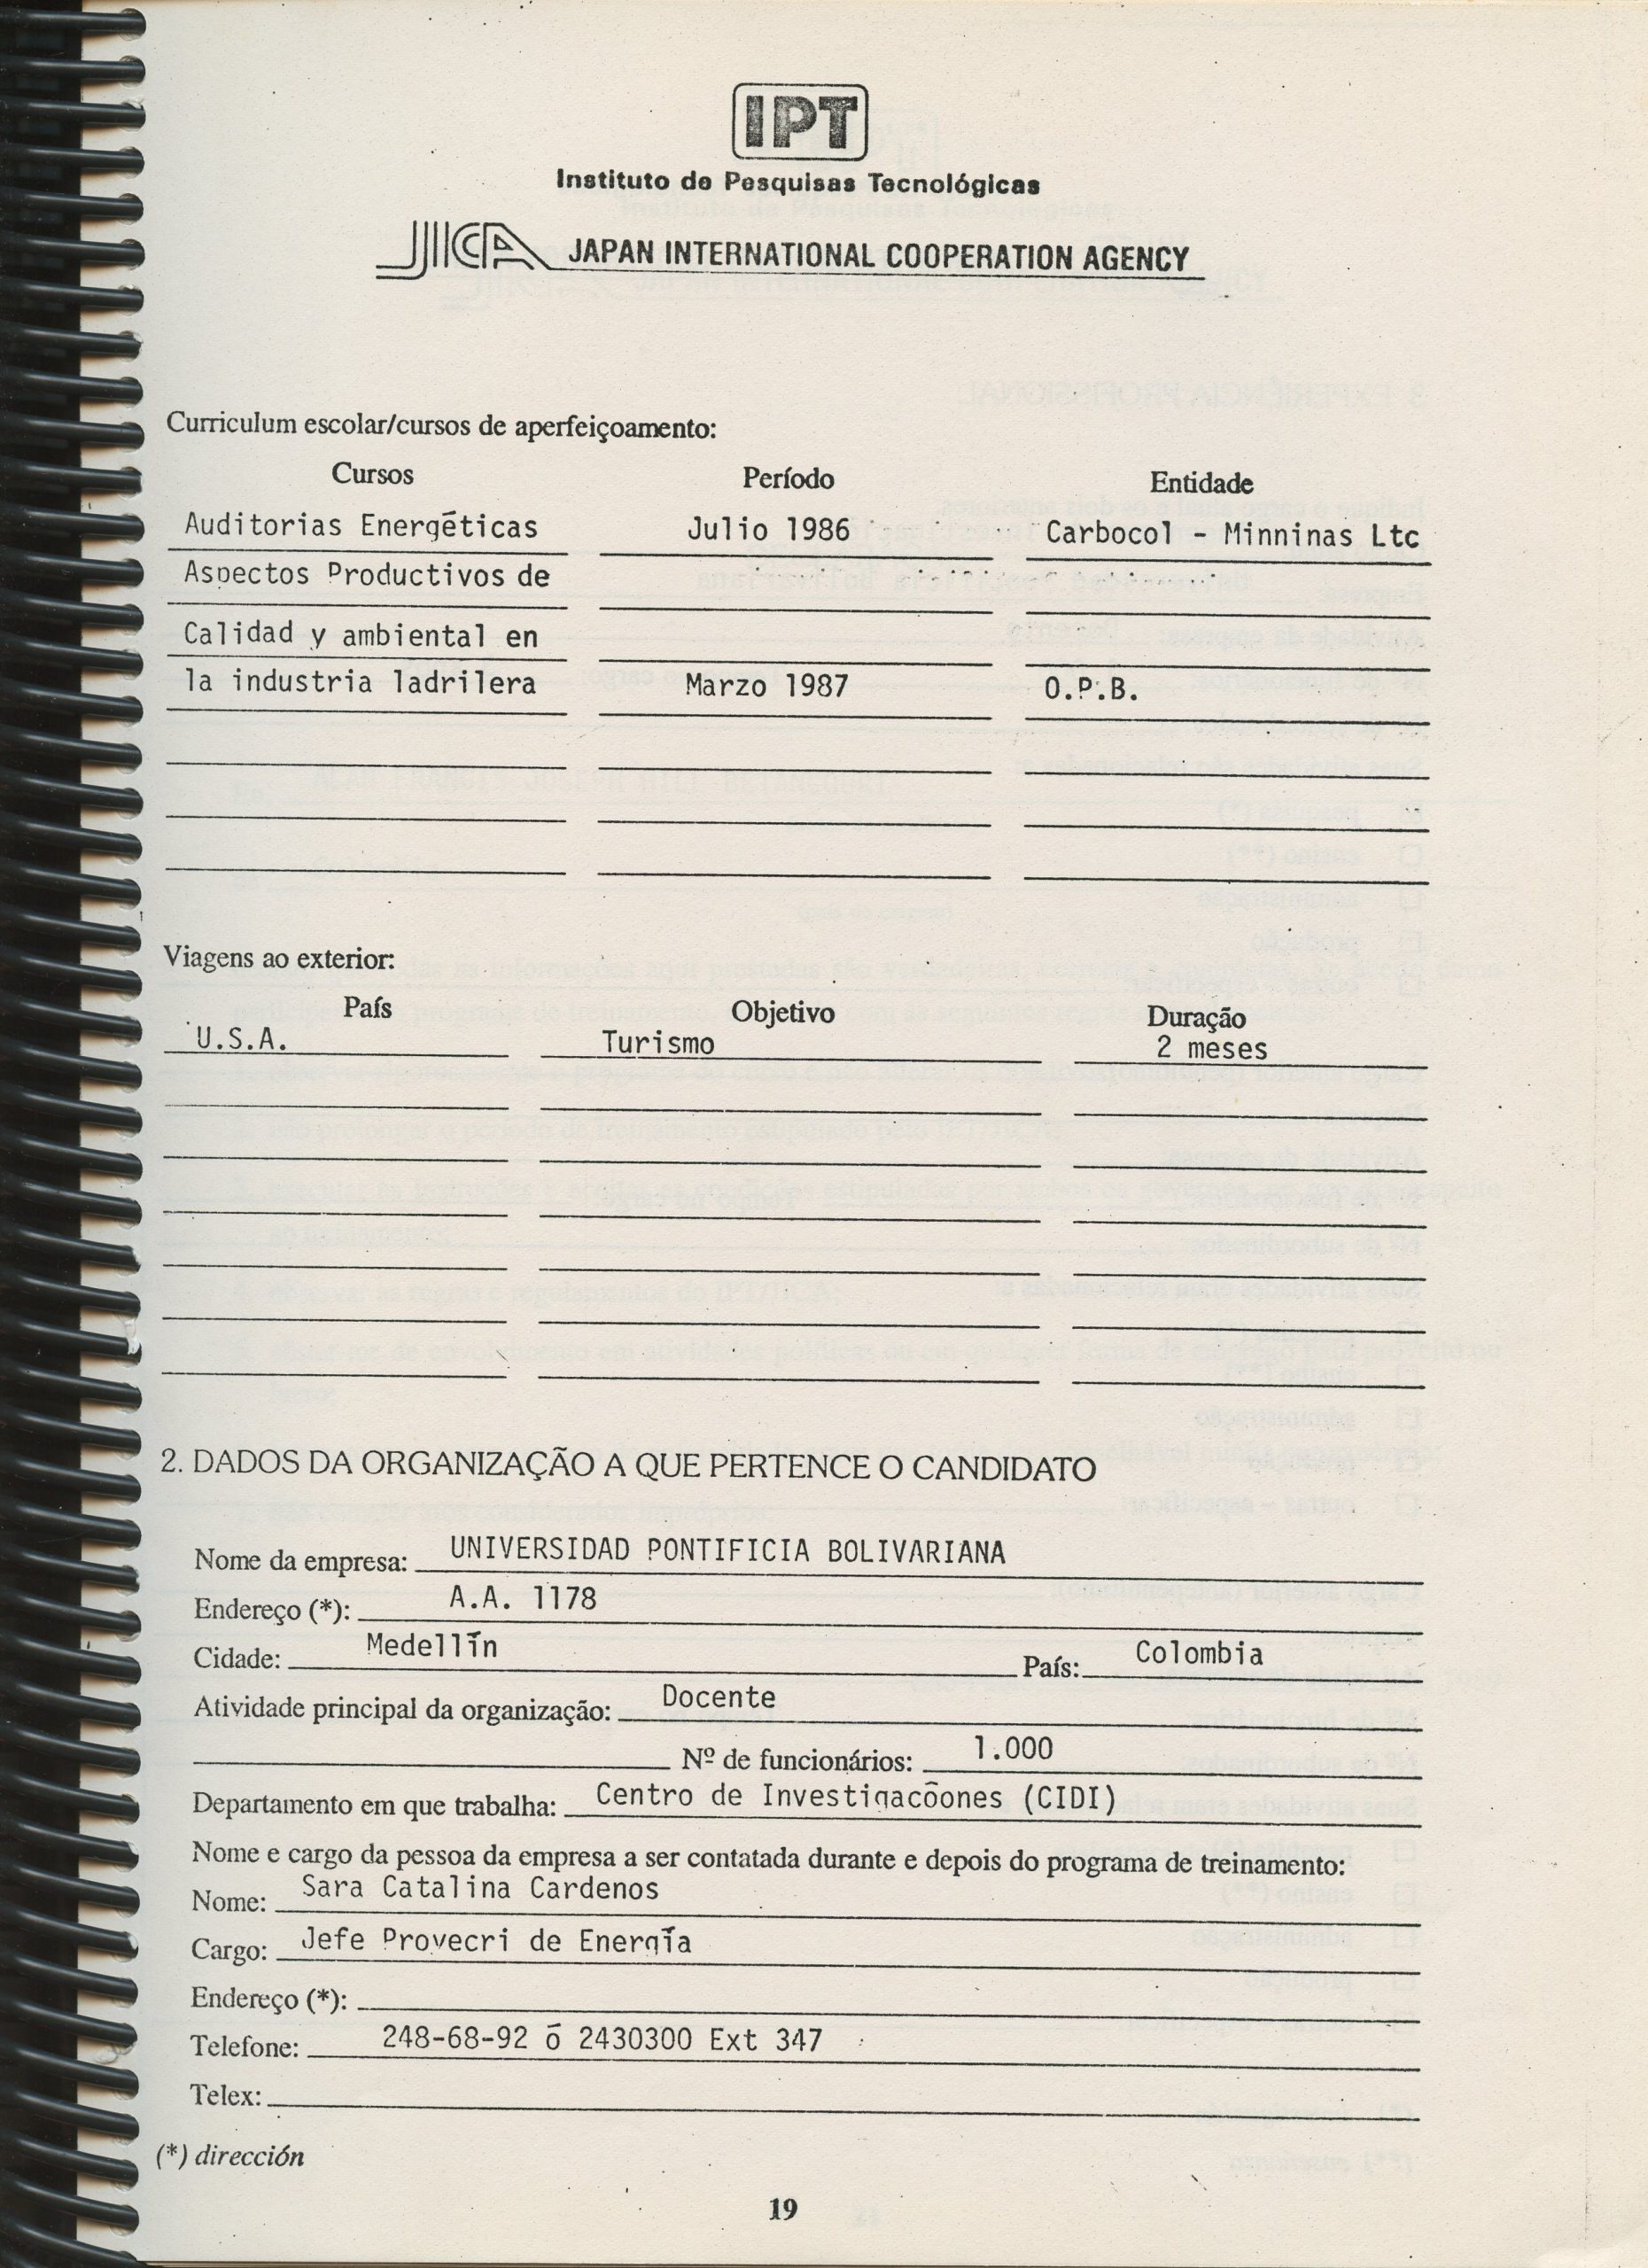 IPT
Instituto de Pesquisas Tecnológicas
JICA JAPAN INTERNATIONAL COOPERATION AGENCY
Curriculum escolar/cursos de aperfeiçoamento:
Cursos Período Entidade
Auditorias Energéticas Julio 1986 Carbocol - Minninas Ltc
Aspectos Productivos de
Calidad y ambiental en
la industria ladrilera Marzo 1987 O.P.B.
Viagens ao exterior:
País Objetivo Duração
U.S.A. Turismo 2 meses
2. DADOS DA ORGANIZAÇÃO A QUE PERTENCE O CANDIDATO
Nome da empresa: UNIVERSIDAD PONTIFICIA BOLIVARIANA
Endereço (*): A.A. 1178
Cidade: Medellín País: Colombia
Atividade principal da organização: Docente
Nº de funcionários: 1.000
Departamento em que trabalha: Centro de Investigacõones (CIDI)
Nome e cargo da pessoa da empresa a ser contatada durante e depois do programa de treinamento:
Nome: Sara Catalina Cardenos
Cargo: Jefe Provecri de Energía
Endereço (*):
Telefone: 248-68-92 ó 2430300 Ext 347
Telex:
(*) dirección
19